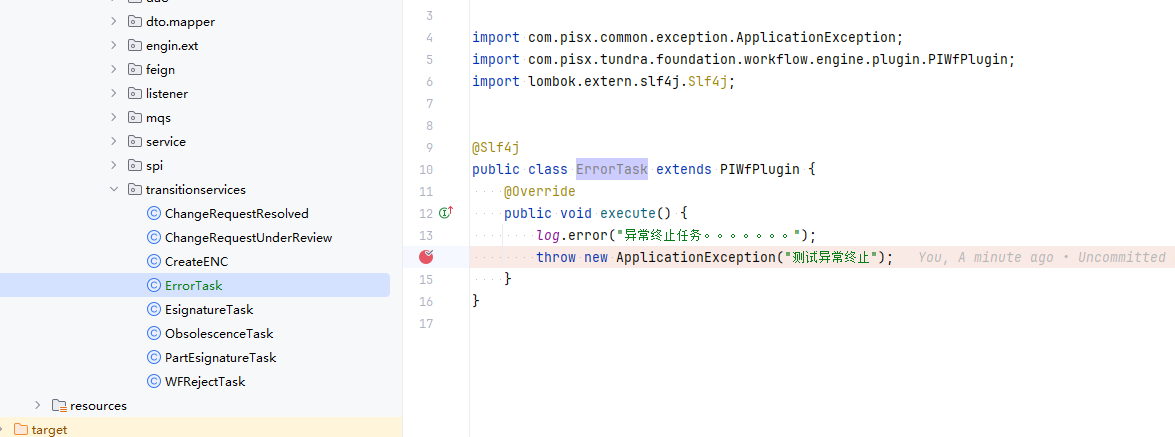 dto.mapper
engin.ext
feign
listener
mqs
service
spi
transitionservices
ChangeRequestResolved
ChangeRequestUnderReview
CreateENC
ErrorTask
EsignatureTask
ObsolescenceTask
PartEsignatureTask
WFRejectTask
resources
target
3
4 import com.pisx.common.exception.ApplicationException;
5 import com.pisx.tundra.foundation.workflow.engine.plugin.PIWfPlugin;
6 import lombok.extern.slf4j.Slf4j;
7
8
9 @Slf4j
10 public class ErrorTask extends PIWfPlugin {
11 @Override
12 public void execute() {
13 log.error("异常终止任务。。。。。。。");
throw new ApplicationException("测试异常终止"); You, A minute ago • Uncommitted
15 }
16 }
17